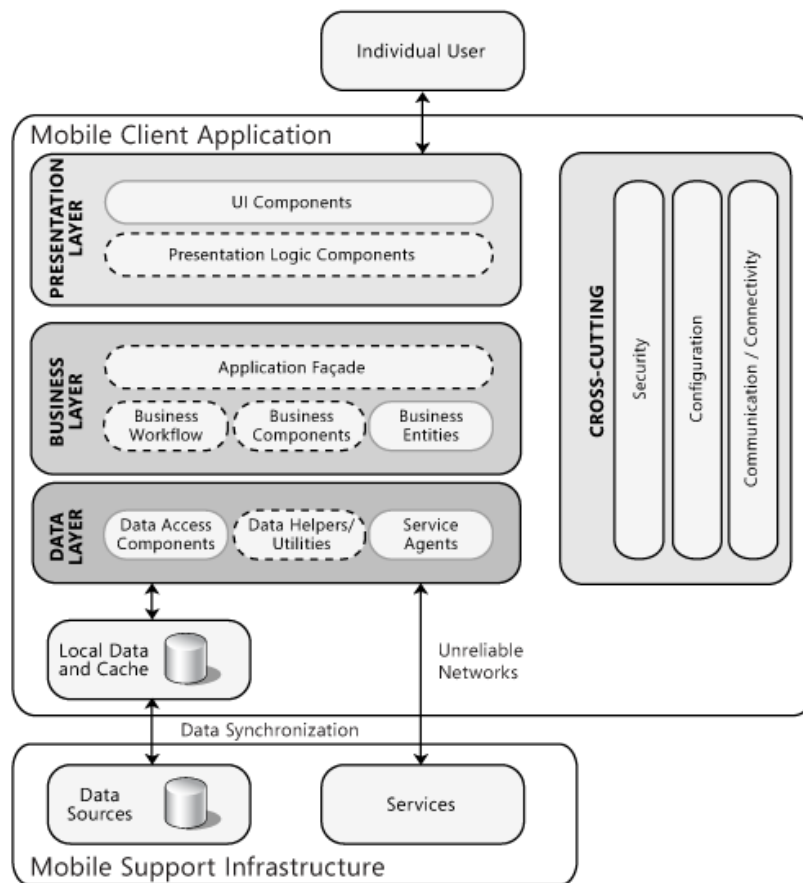 Individual User
Mobile Client Application
PRESENTATION
LAYER
UI Components
Presentation Logic Components
BUSINESS
LAYER
Application Façade
Business
Workflow
Business
Components
Business
Entities
DATA
LAYER
Data Access
Components
Data Helpers/
Utilities
Service
Agents
CROSS-CUTTING
Security
Configuration
Communication / Connectivity
Local Data
and Cache
Unreliable
Networks
Data Synchronization
Data
Sources
Services
Mobile Support Infrastructure